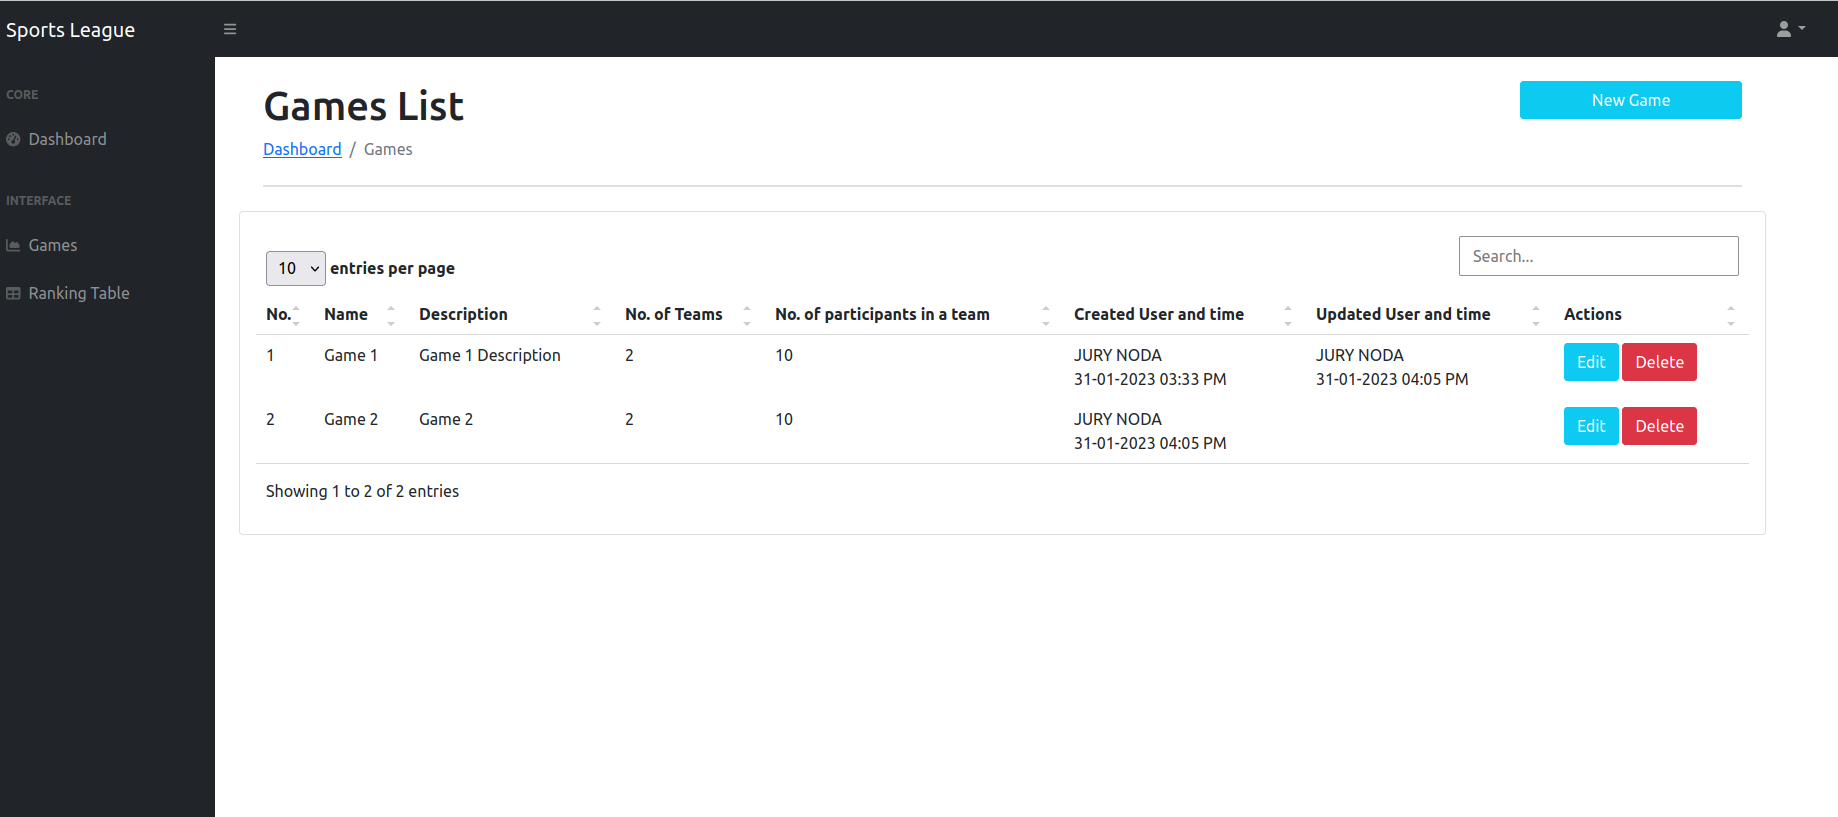 Sports League
CORE
Dashboard
INTERFACE
Games
Ranking Table
Games List
New Game
Dashboard / Games
10 entries per page
Search...
No. Name Description No. of Teams No. of participants in a team Created User and time Updated User and time Actions
1 Game 1 Game 1 Description 2 10 JURY NODA JURY NODA Edit Delete
31-01-2023 03:33 PM 31-01-2023 04:05 PM
2 Game 2 Game 2 2 10 JURY NODA Edit Delete
31-01-2023 04:05 PM
Showing 1 to 2 of 2 entries